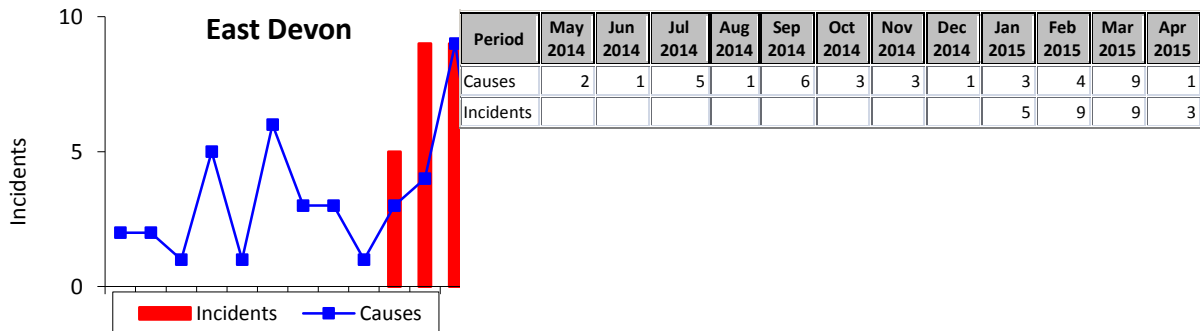 East Devon
10
5
0
Incidents
Incidents Causes
Period May 2014 Jun 2014 Jul 2014 Aug 2014 Sep 2014 Oct 2014 Nov 2014 Dec 2014 Jan 2015 Feb 2015 Mar 2015 Apr 2015
Causes 2 1 5 1 6 3 3 1 3 4 9 1
Incidents 5 9 9 3